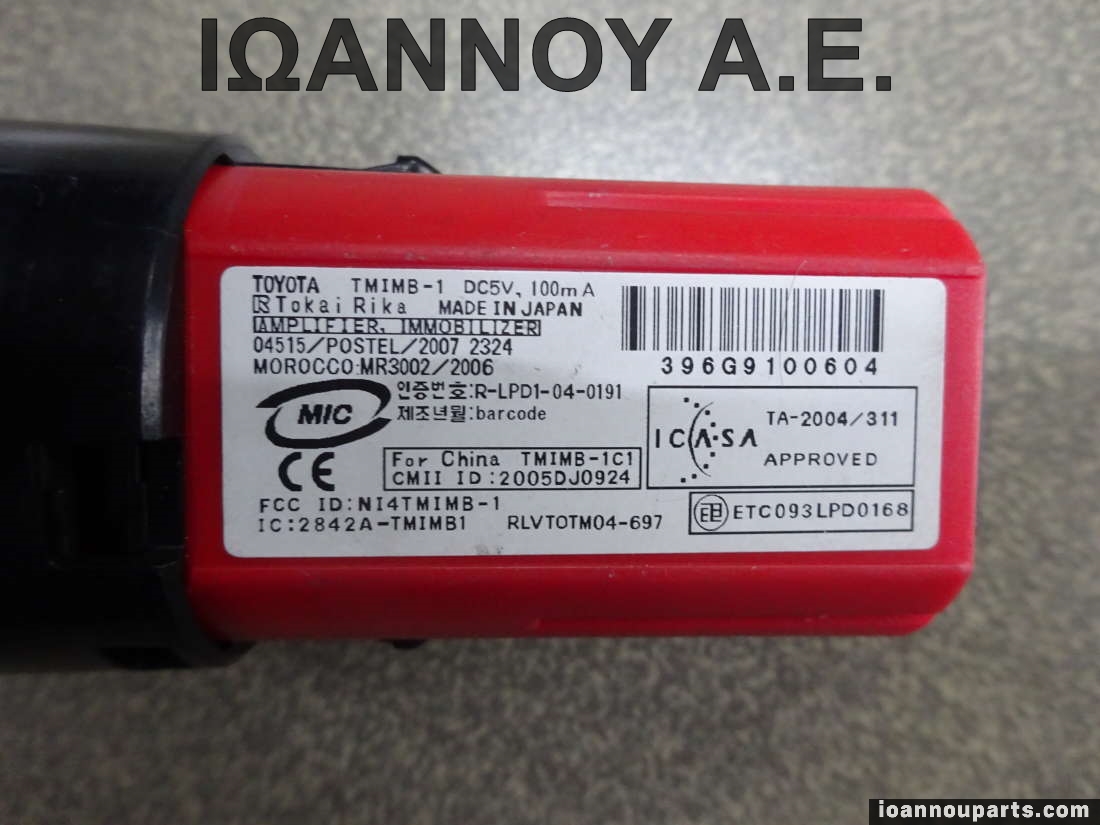 ΙΩΑΝΝΟΥ Α.Ε.
TOYOTA TMIMB-1 DC5V, 100mA
R Tokai Rika MADE IN JAPAN
AMPLIFIER, IMMOBILIZER
04515/POSTEL/2007 2324
MOROCCO:MR3002/2006
396G9100604
MIC
인증번호:R-LPD1-04-0191
제조년월:barcode
CE
For China TMIMB-1C1
CMII ID:2005DJ0924
ICASA
TA-2004/311
APPROVED
FCC ID:NI4TMIMB-1
IC:2842A-TMIMB1 RLVTOTM04-697
ETC093LPD0168
ioannouparts.com